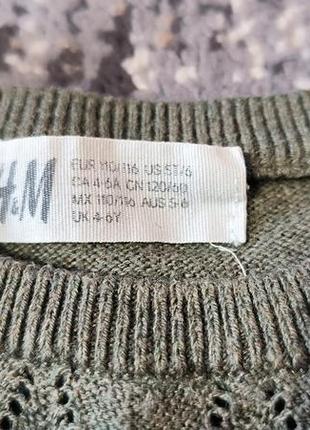 H&M
EUR 110/116 US 5T/6
CA 4-6A CN 120/60
MX 110/116 AUS 5-6
UK 4-6Y